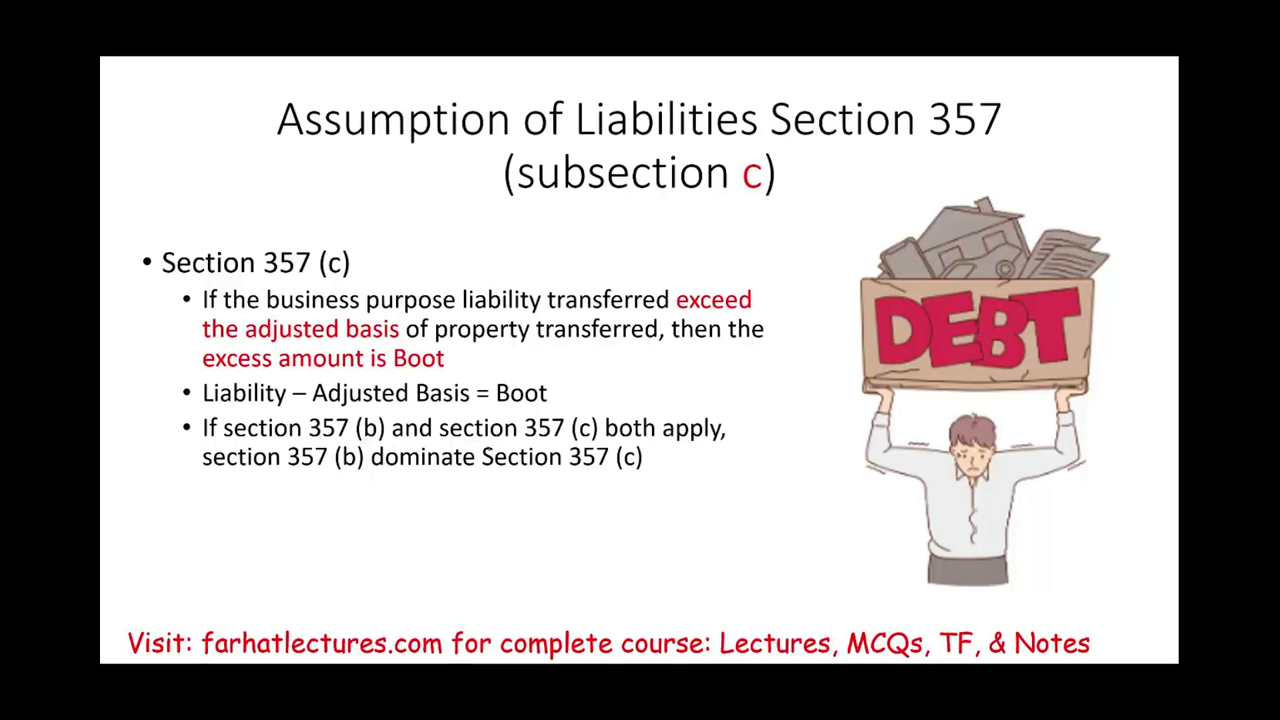 Assumption of Liabilities Section 357
(subsection c)
• Section 357 (c)
• If the business purpose liability transferred exceed
the adjusted basis of property transferred, then the
excess amount is Boot
• Liability – Adjusted Basis = Boot
• If section 357 (b) and section 357 (c) both apply,
section 357 (b) dominate Section 357 (c)
DEBT
Visit: farhatlectures.com for complete course: Lectures, MCQs, TF, & Notes